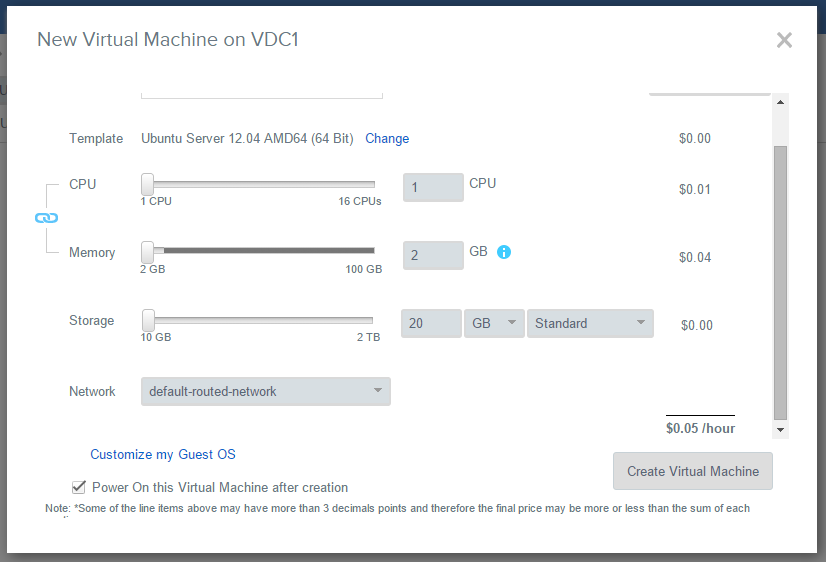 New Virtual Machine on VDC1
Template Ubuntu Server 12.04 AMD64 (64 Bit) Change $0.00
CPU 1 CPU $0.01
1 CPU 16 CPUs
Memory 2 GB $0.04
2 GB 100 GB
Storage 20 GB Standard $0.00
10 GB 2 TB
Network default-routed-network
$0.05 /hour
Customize my Guest OS
Create Virtual Machine
Power On this Virtual Machine after creation
Note: *Some of the line items above may have more than 3 decimals points and therefore the final price may be more or less than the sum of each